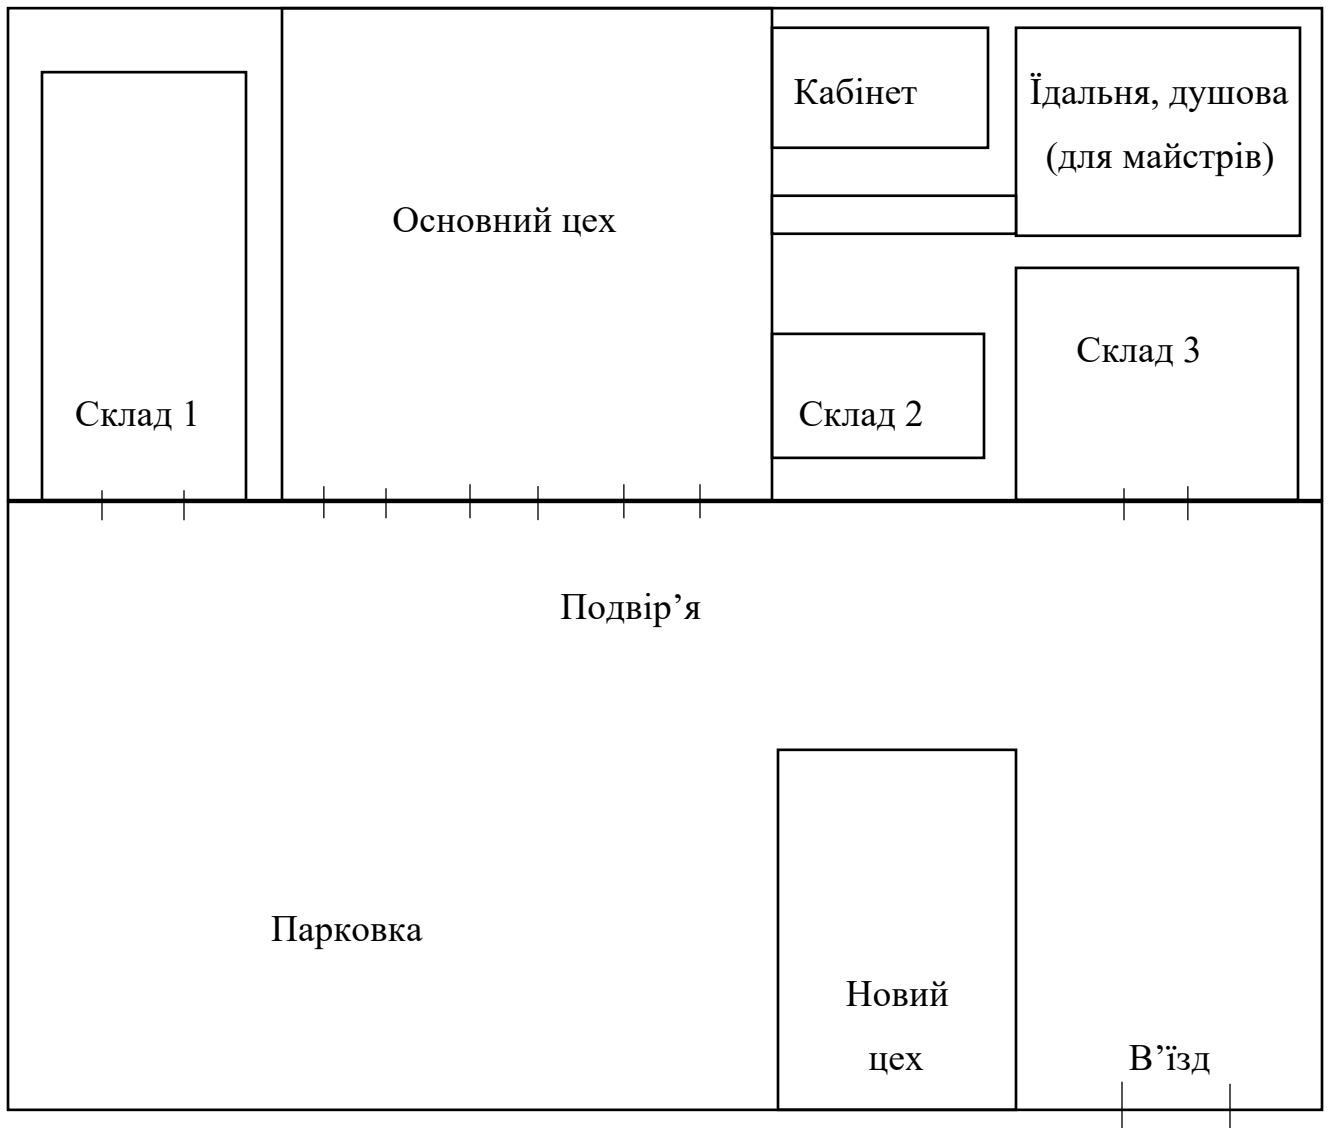 Кабінет
Їдальня, душова
(для майстрів)
Основний цех
Склад 3
Склад 1
Склад 2
Подвір’я
Парковка
Новий
цех
В’їзд